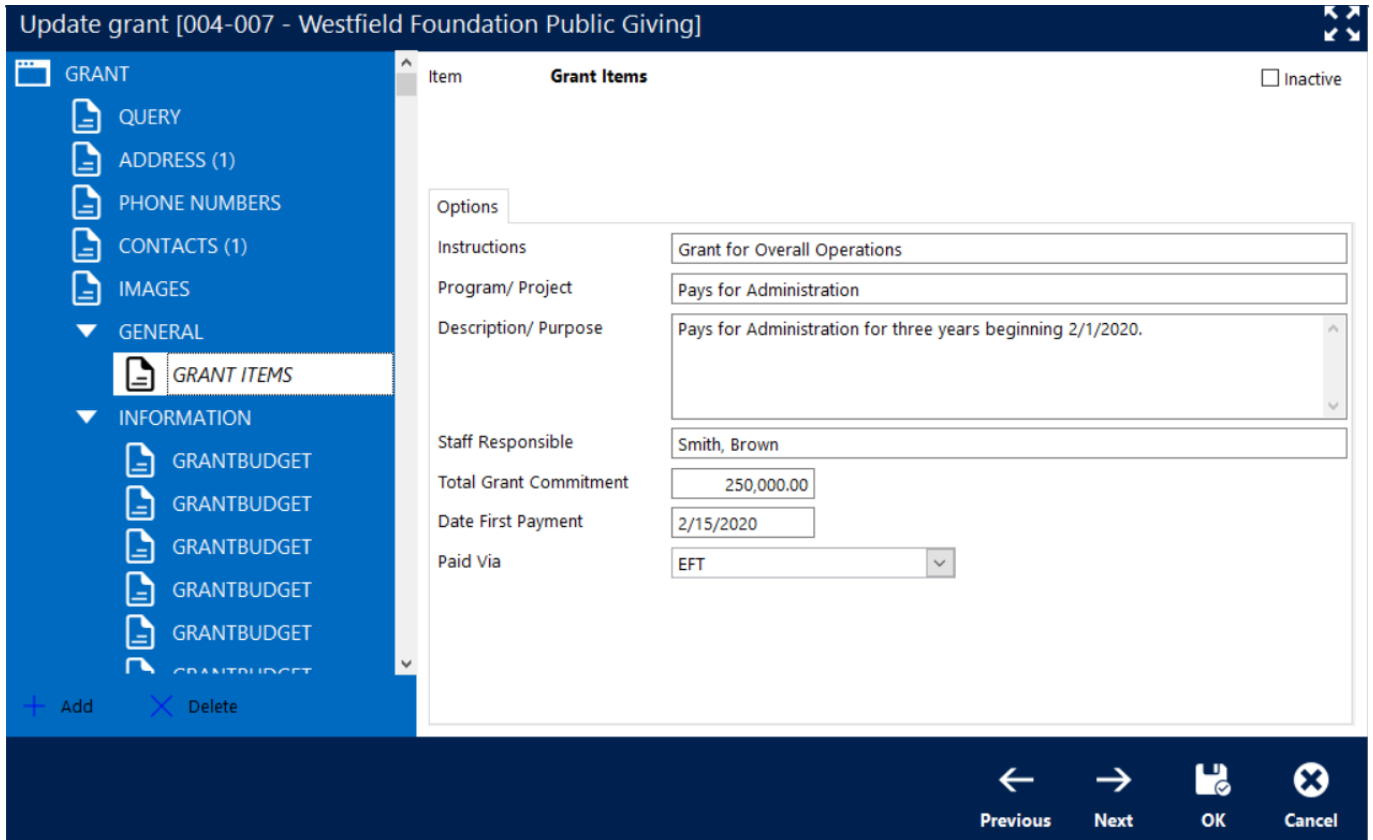 Update grant [004-007 - Westfield Foundation Public Giving]
GRANT
QUERY
ADDRESS (1)
PHONE NUMBERS
CONTACTS (1)
IMAGES
GENERAL
GRANT ITEMS
INFORMATION
GRANTBUDGET
GRANTBUDGET
GRANTBUDGET
GRANTBUDGET
GRANTBUDGET
GRANTBUDGET
Add Delete
Item Grant Items Inactive
Options
Instructions Grant for Overall Operations
Program/ Project Pays for Administration
Description/ Purpose Pays for Administration for three years beginning 2/1/2020.
Staff Responsible Smith, Brown
Total Grant Commitment 250,000.00
Date First Payment 2/15/2020
Paid Via EFT
Previous Next OK Cancel